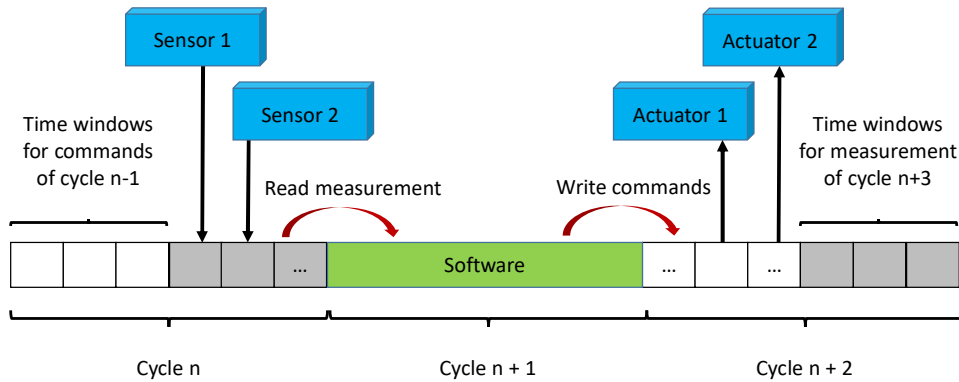 Sensor 1
Actuator 2
Sensor 2
Actuator 1
Time windows
for commands
of cycle n-1
Time windows
for measurement
of cycle n+3
Read measurement
Write commands
...
Software
...
...
Cycle n
Cycle n + 1
Cycle n + 2